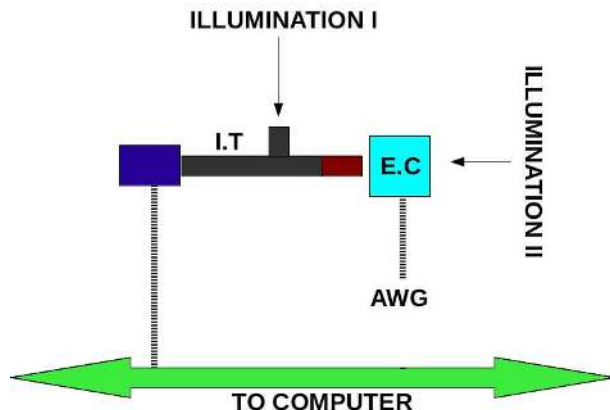 ILLUMINATION I
I.T
E.C
ILLUMINATION II
AWG
TO COMPUTER